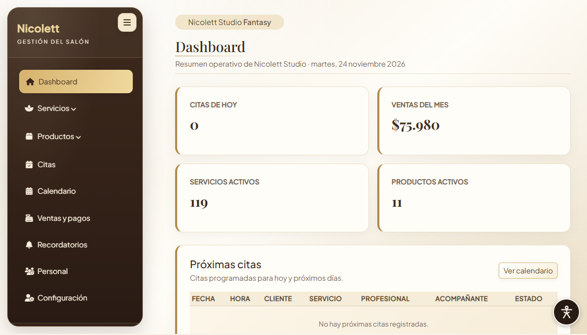 Nicolett
GESTIÓN DEL SALÓN
Dashboard
Servicios
Productos
Citas
Calendario
Ventas y pagos
Recordatorios
Personal
Configuración
Nicolett Studio Fantasy
Dashboard
Resumen operativo de Nicolett Studio · martes, 24 noviembre 2026
CITAS DE HOY
0
VENTAS DEL MES
$75.980
SERVICIOS ACTIVOS
119
PRODUCTOS ACTIVOS
11
Próximas citas
Citas programadas para hoy y próximos días.
Ver calendario
FECHA HORA CLIENTE SERVICIO PROFESIONAL ACOMPAÑANTE ESTADO
No hay próximas citas registradas.